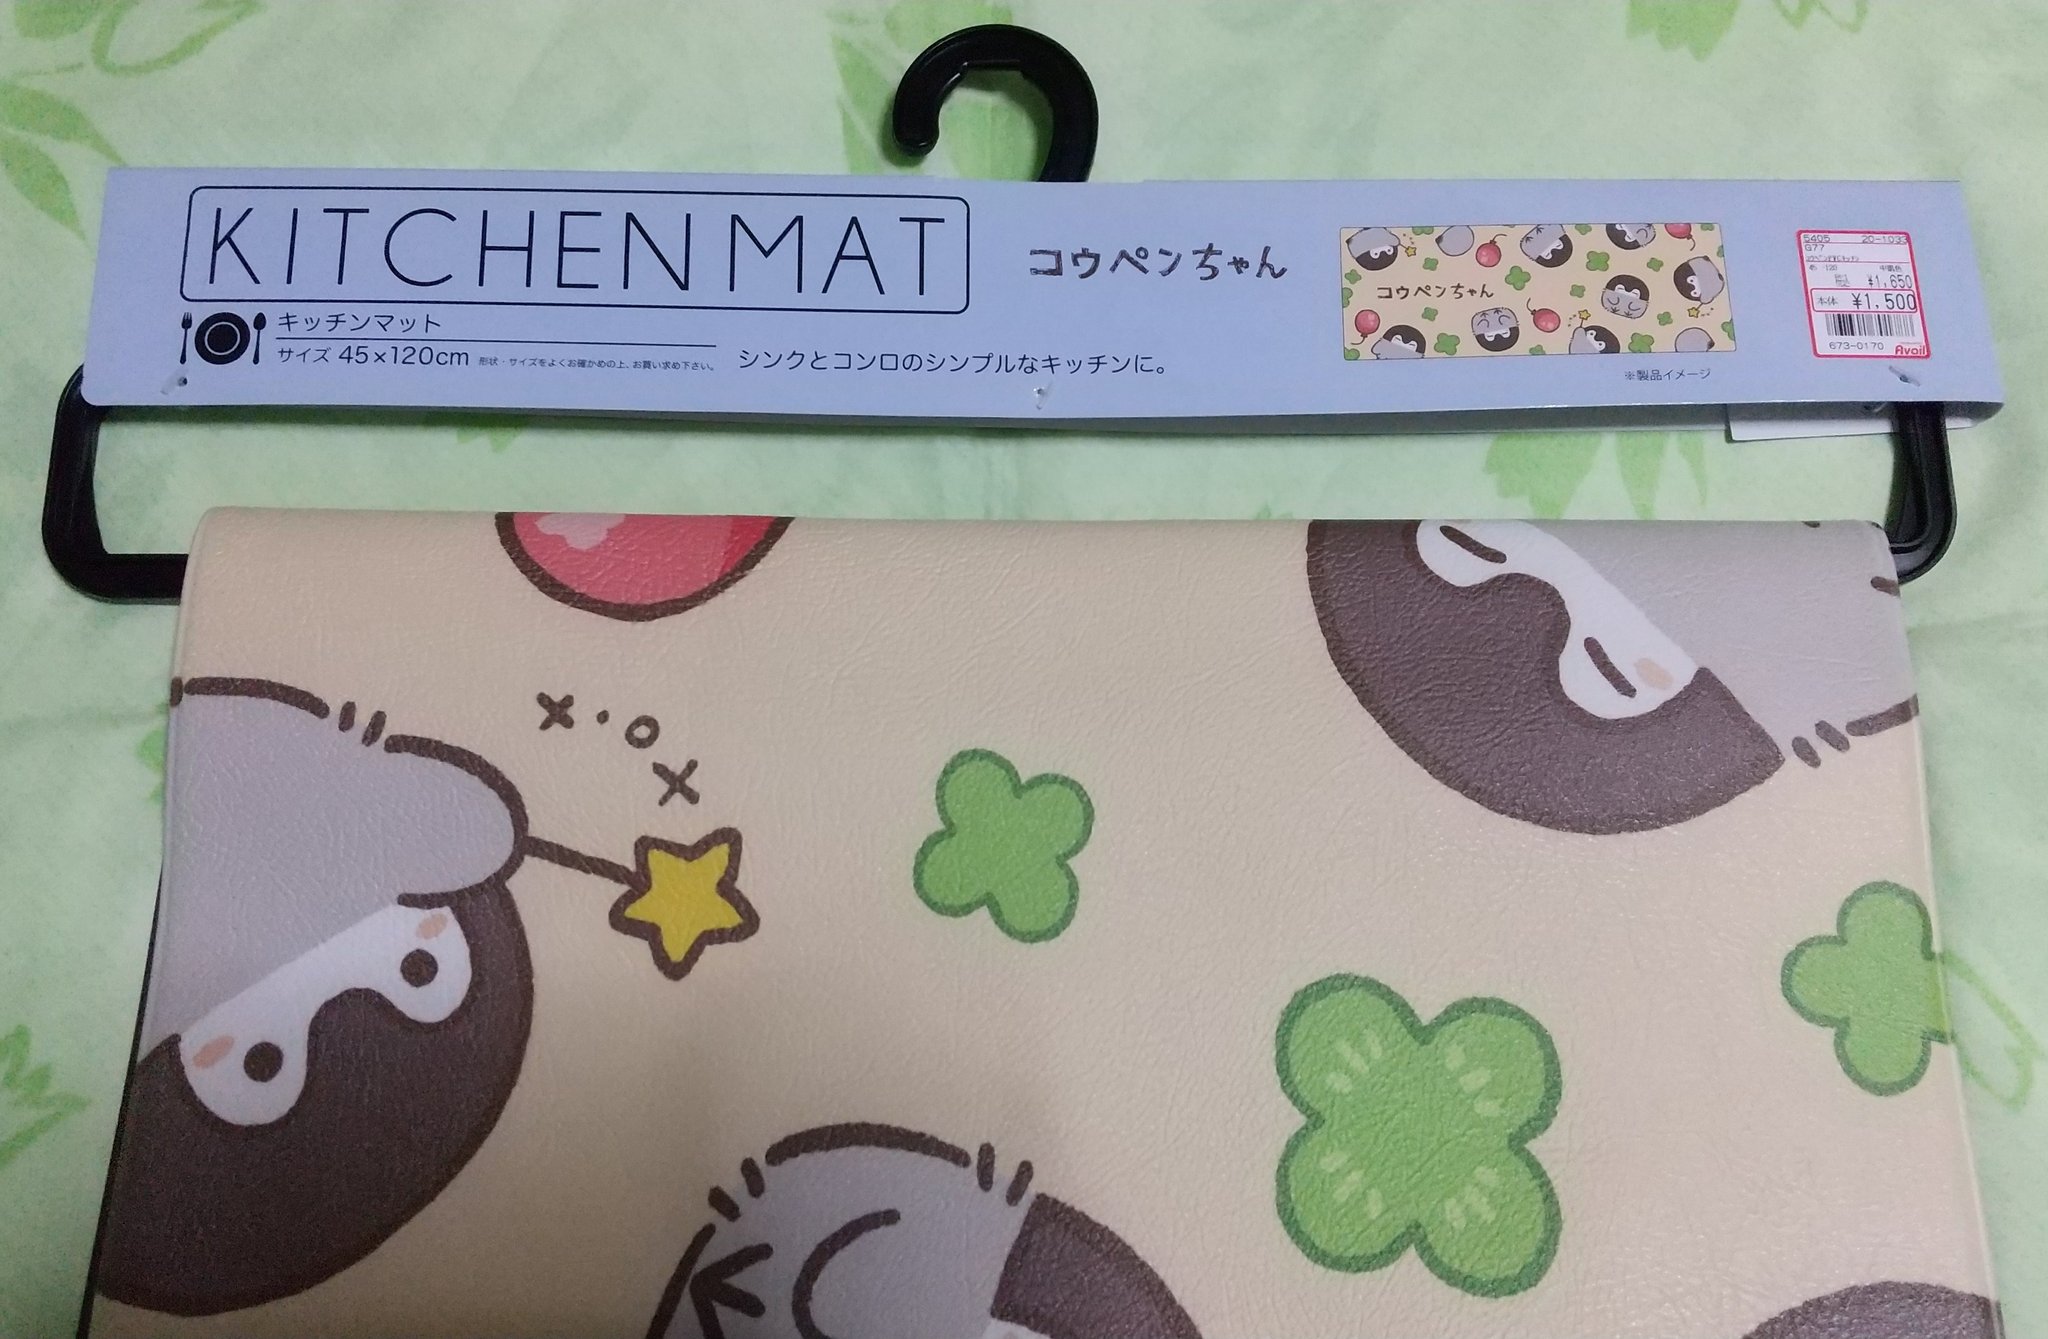 KITCHEN MAT
コウペンちゃん
キッチンマット
サイズ 45×120cm 形状・サイズをよくお確かめの上、お買い求め下さい。
シンクとコンロのシンプルなキッチンに。
コウペンちゃん
※製品イメージ
5405 20-1033
G77
45 120
¥1,650
本体 ¥1,500
673-0170
Avail